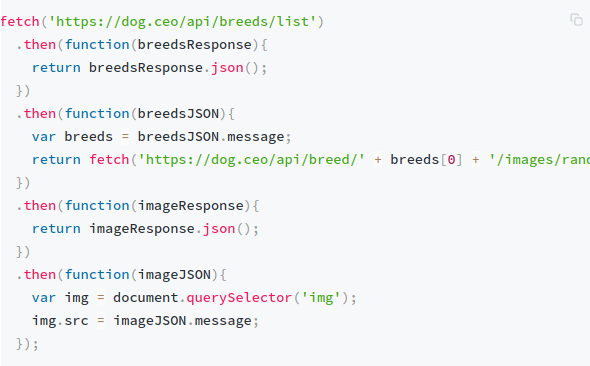 fetch('https://dog.ceo/api/breeds/list')
  .then(function(breedsResponse){
    return breedsResponse.json();
  })
  .then(function(breedsJSON){
    var breeds = breedsJSON.message;
    return fetch('https://dog.ceo/api/breed/' + breeds[0] + '/images/rand
  })
  .then(function(imageResponse){
    return imageResponse.json();
  })
  .then(function(imageJSON){
    var img = document.querySelector('img');
    img.src = imageJSON.message;
  });